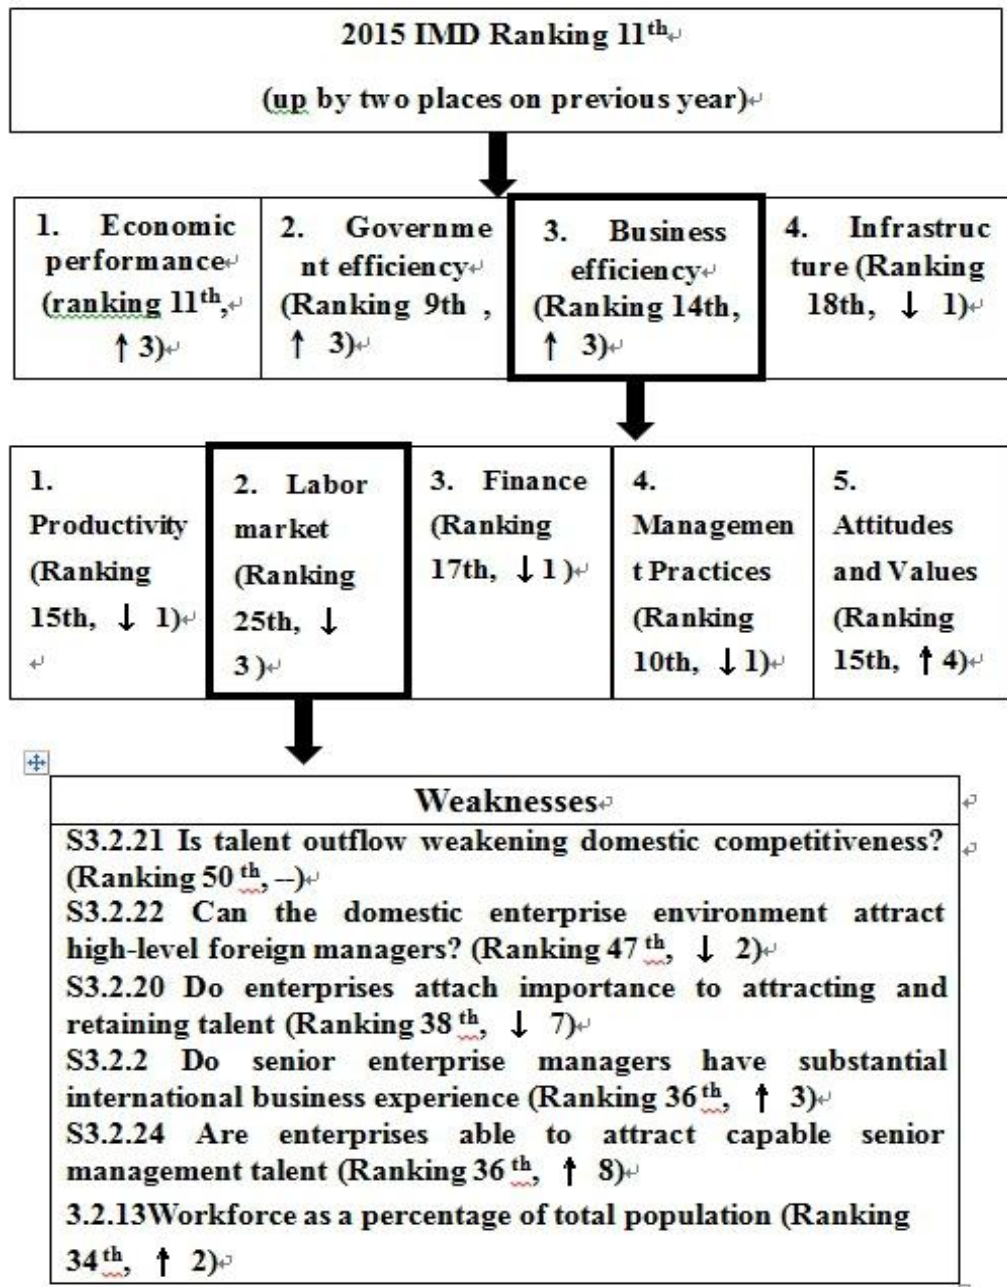 2015 IMD Ranking 11th
(up by two places on previous year)
1. Economic
performance
(ranking 11th,
↑ 3)
2. Governme
nt efficiency
(Ranking 9th ,
↑ 3)
3. Business
efficiency
(Ranking 14th,
↑ 3)
4. Infrastruc
ture (Ranking
18th, ↓ 1)
1.
Productivity
(Ranking
15th, ↓ 1)
2. Labor
market
(Ranking
25th, ↓
3)
3. Finance
(Ranking
17th, ↓1)
4.
Managemen
t Practices
(Ranking
10th, ↓1)
5.
Attitudes
and Values
(Ranking
15th, ↑4)
Weaknesses
S3.2.21 Is talent outflow weakening domestic competitiveness?
(Ranking 50 th, --)
S3.2.22 Can the domestic enterprise environment attract
high-level foreign managers? (Ranking 47 th, ↓ 2)
S3.2.20 Do enterprises attach importance to attracting and
retaining talent (Ranking 38 th, ↓ 7)
S3.2.2 Do senior enterprise managers have substantial
international business experience (Ranking 36 th, ↑ 3)
S3.2.24 Are enterprises able to attract capable senior
management talent (Ranking 36 th, ↑ 8)
3.2.13Workforce as a percentage of total population (Ranking
34th, ↑ 2)